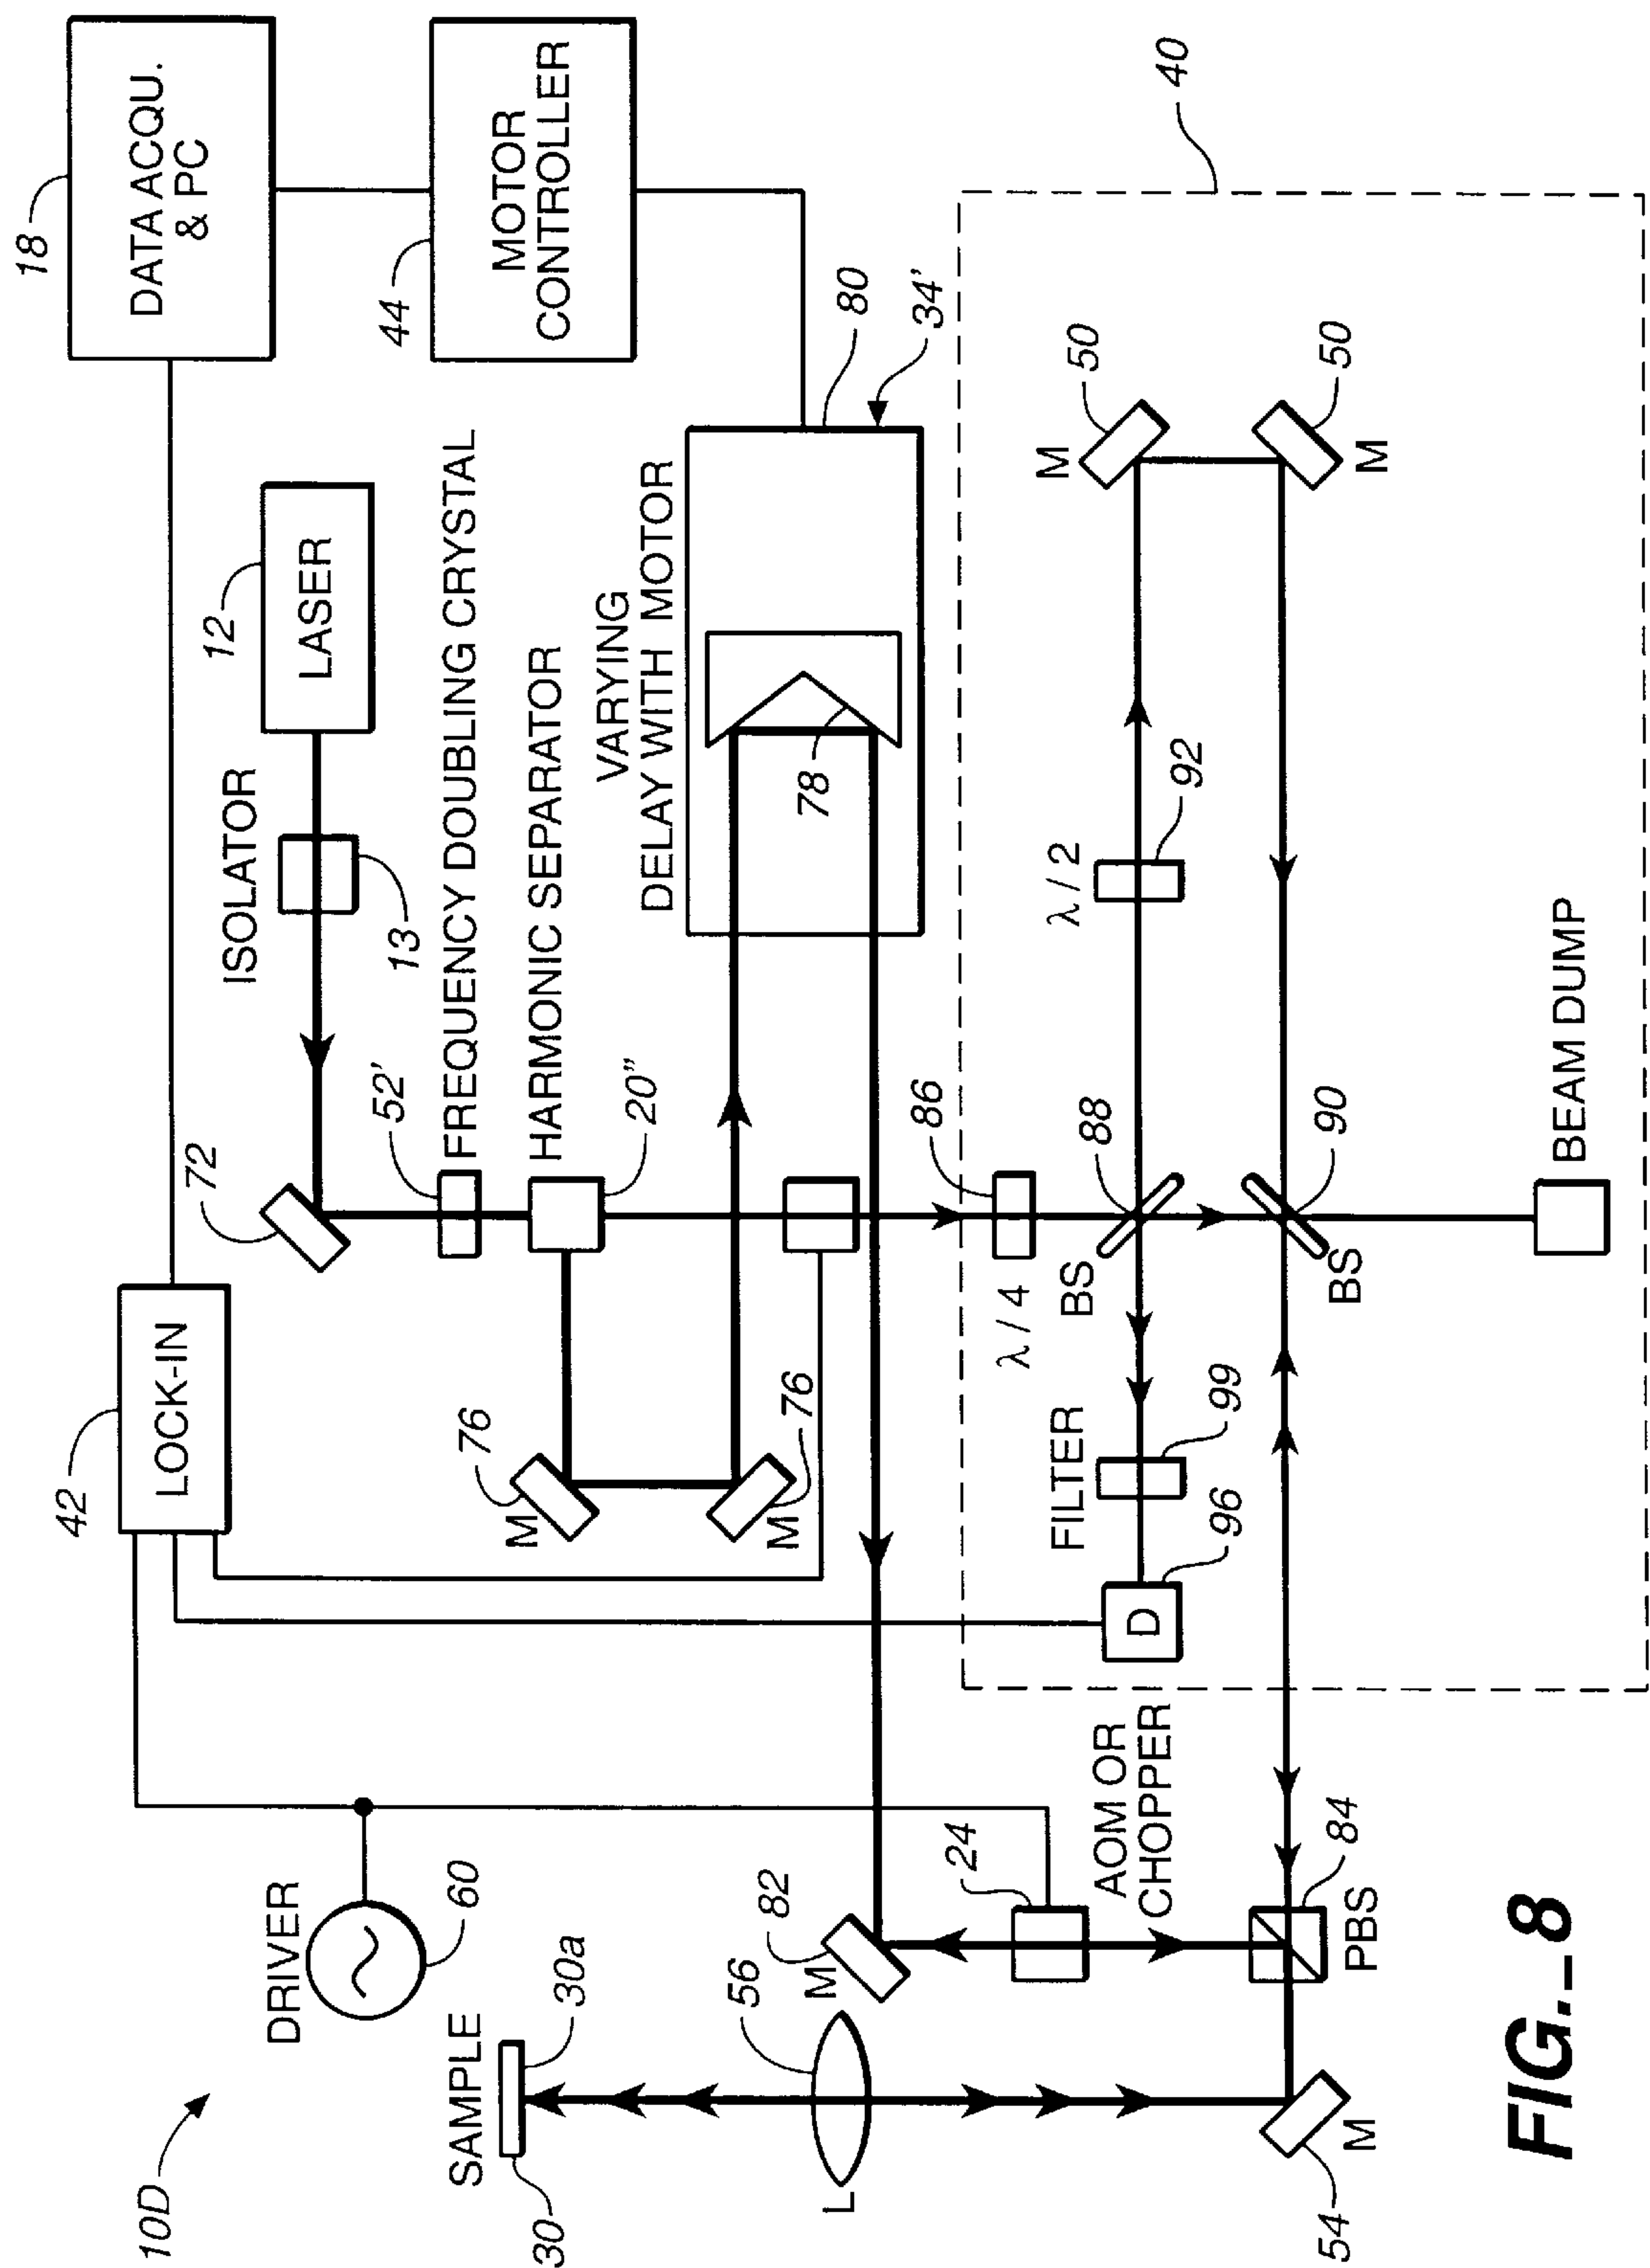 10D
DRIVER
60
42
LOCK-IN
18
DATA ACQU.
& PC
44
MOTOR
CONTROLLER
72
ISOLATOR
13
12
LASER
52'
FREQUENCY DOUBLING CRYSTAL
HARMONIC SEPARATOR
20"
VARYING
DELAY WITH MOTOR
78
80
34'
76
M
M
76
SAMPLE
30
30a
56
L
82
M
24
AOM OR
CHOPPER
84
PBS
54
M
40
86
λ / 4
BS
88
λ / 2
92
M
50
50
M
FILTER
99
96
D
BS
90
BEAM DUMP
FIG._8